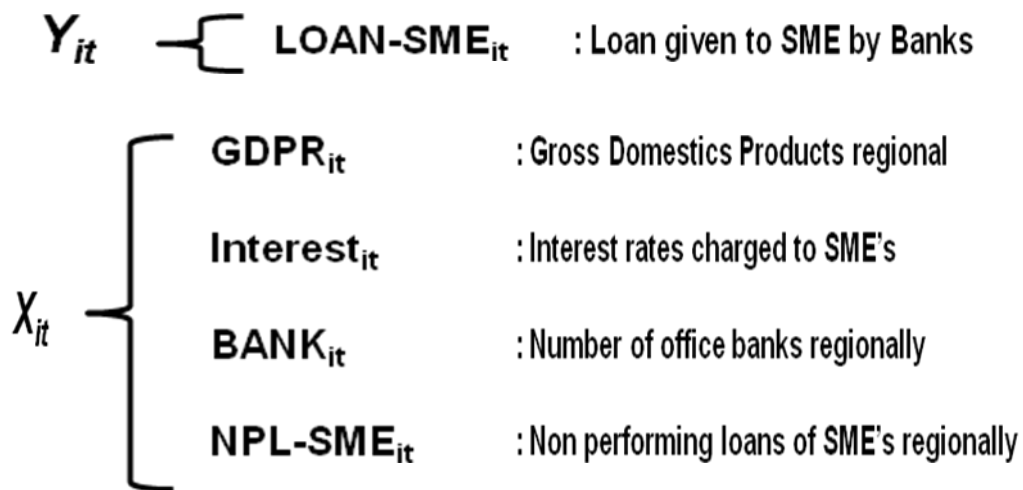 Yit LOAN-SMEit : Loan given to SME by Banks
GDPRit : Gross Domestics Products regional
Interestit : Interest rates charged to SME's
Xit
BANKit : Number of office banks regionally
NPL-SMEit : Non performing loans of SME's regionally